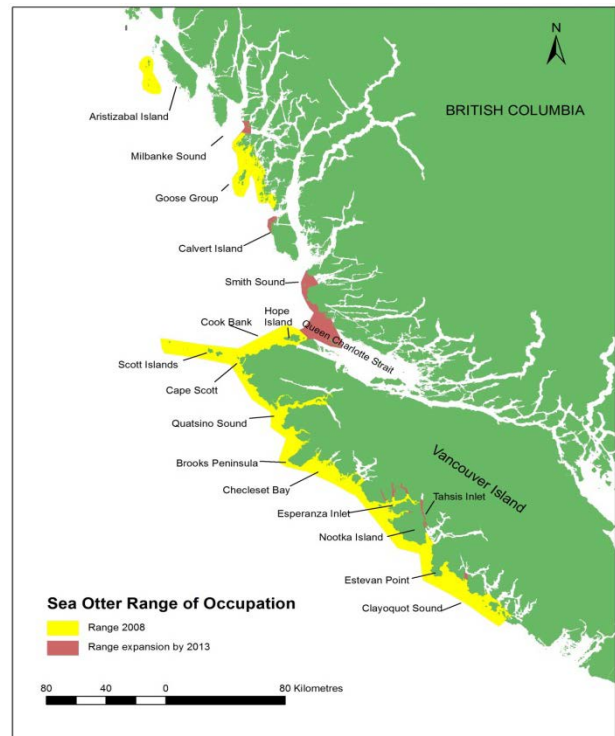 N
BRITISH COLUMBIA
Aristizabal Island
Milbanke Sound
Goose Group
Calvert Island
Smith Sound
Hope
Island
Cook Bank
Queen Charlotte Strait
Scott Islands
Cape Scott
Quatsino Sound
Vancouver Island
Brooks Peninsula
Checleset Bay
Tahsis Inlet
Esperanza Inlet
Nootka Island
Estevan Point
Clayoquot Sound
Sea Otter Range of Occupation
Range 2008
Range expansion by 2013
80 40 0 80 Kilometres